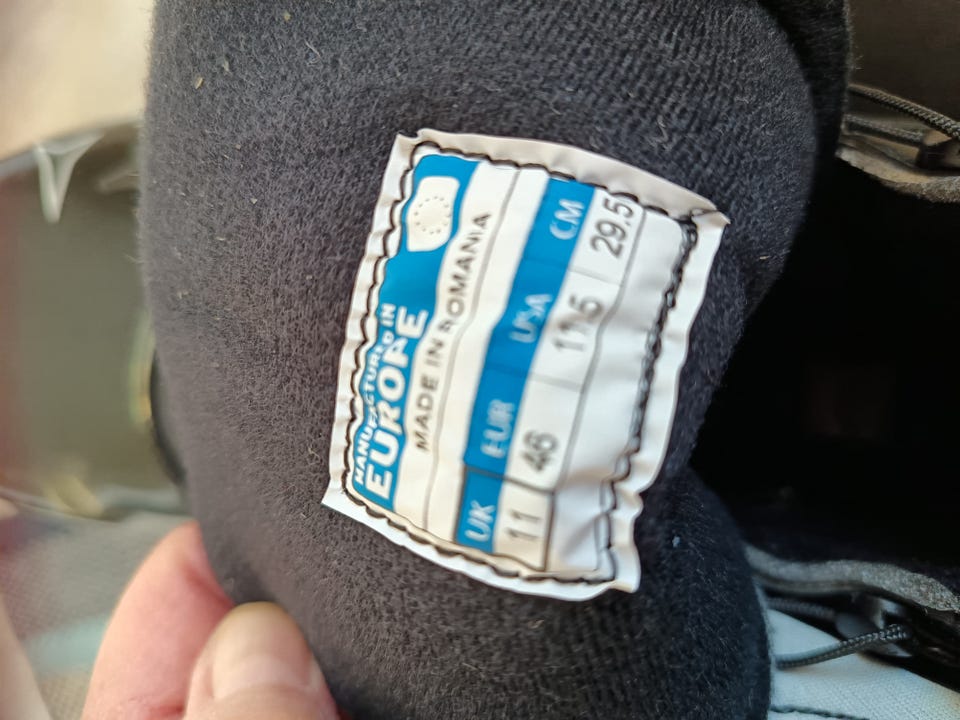 MANUFACTURED IN
EUROPE
MADE IN ROMANIA
UK EUR USA CM
11 46 11,5 29,5